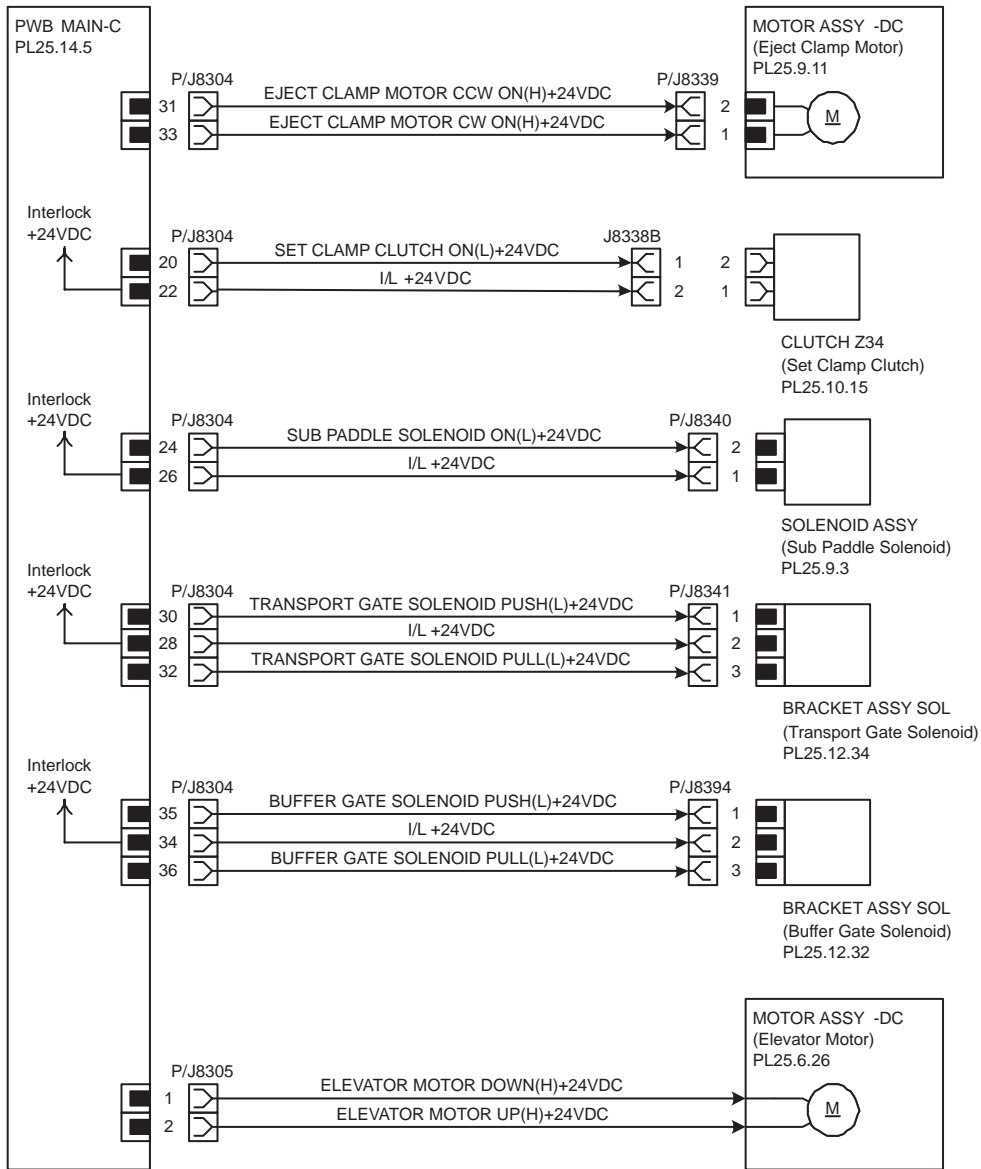 PWB MAIN-C
PL25.14.5
MOTOR ASSY -DC
(Eject Clamp Motor)
PL25.9.11
P/J8304
P/J8339
31
EJECT CLAMP MOTOR CCW ON(H)+24VDC
2
33
EJECT CLAMP MOTOR CW ON(H)+24VDC
1
M
Interlock
+24VDC
P/J8304
J8338B
20
SET CLAMP CLUTCH ON(L)+24VDC
1
2
22
I/L +24VDC
2
1
CLUTCH Z34
(Set Clamp Clutch)
PL25.10.15
Interlock
+24VDC
P/J8304
P/J8340
24
SUB PADDLE SOLENOID ON(L)+24VDC
2
26
I/L +24VDC
1
SOLENOID ASSY
(Sub Paddle Solenoid)
PL25.9.3
Interlock
+24VDC
P/J8304
P/J8341
30
TRANSPORT GATE SOLENOID PUSH(L)+24VDC
1
28
I/L +24VDC
2
32
TRANSPORT GATE SOLENOID PULL(L)+24VDC
3
BRACKET ASSY SOL
(Transport Gate Solenoid)
PL25.12.34
Interlock
+24VDC
P/J8304
P/J8394
35
BUFFER GATE SOLENOID PUSH(L)+24VDC
1
34
I/L +24VDC
2
36
BUFFER GATE SOLENOID PULL(L)+24VDC
3
BRACKET ASSY SOL
(Buffer Gate Solenoid)
PL25.12.32
MOTOR ASSY -DC
(Elevator Motor)
PL25.6.26
P/J8305
1
ELEVATOR MOTOR DOWN(H)+24VDC
2
ELEVATOR MOTOR UP(H)+24VDC
M